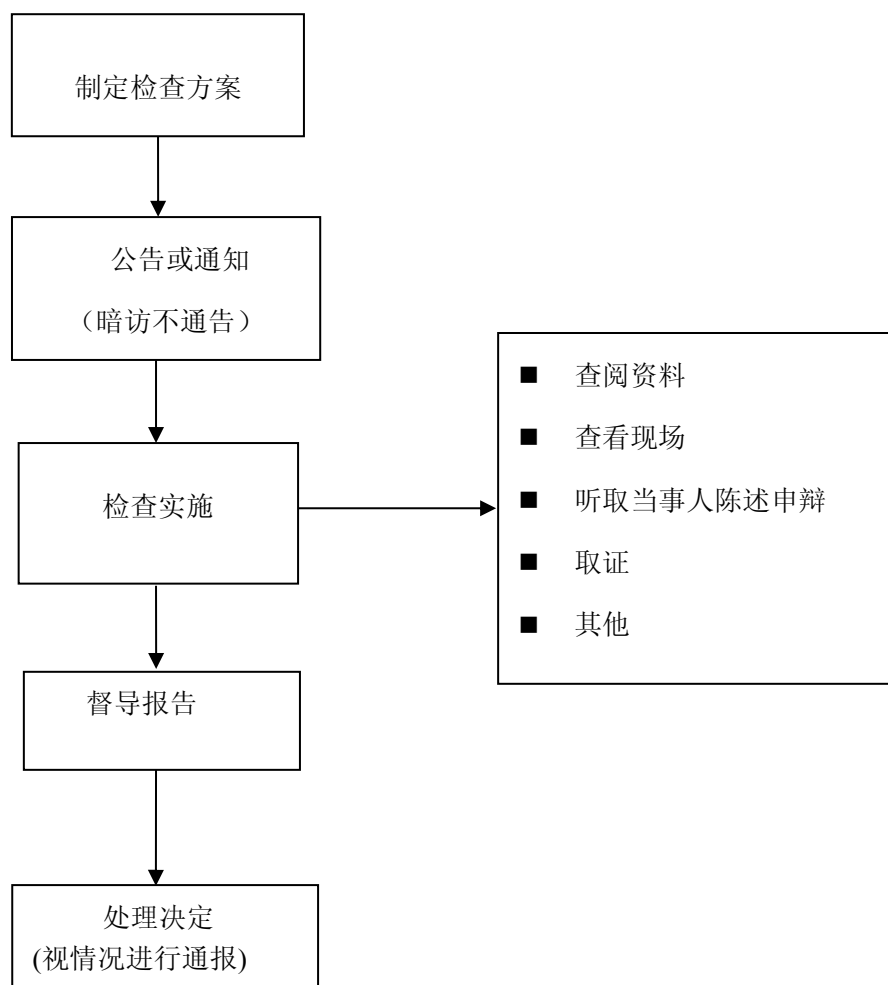 制定检查方案
公告或通知
（暗访不通告）
检查实施
■ 查阅资料
■ 查看现场
■ 听取当事人陈述申辩
■ 取证
■ 其他
督导报告
处理决定
(视情况进行通报)